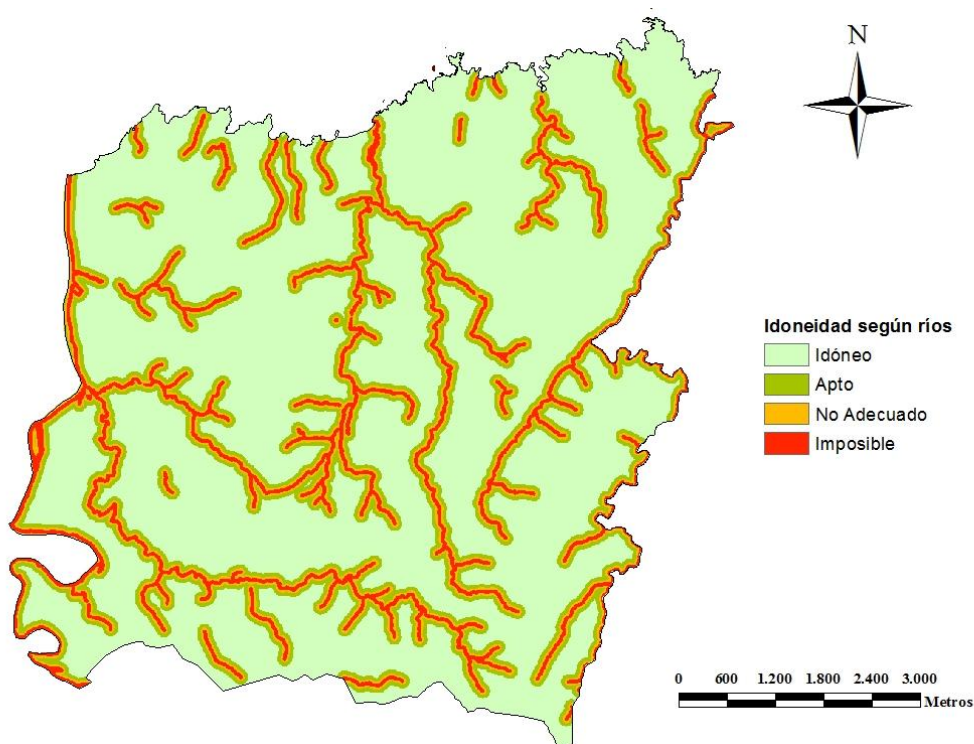 N
Idoneidad según ríos
Idóneo
Apto
No Adecuado
Imposible
0 600 1.200 1.800 2.400 3.000
Metros